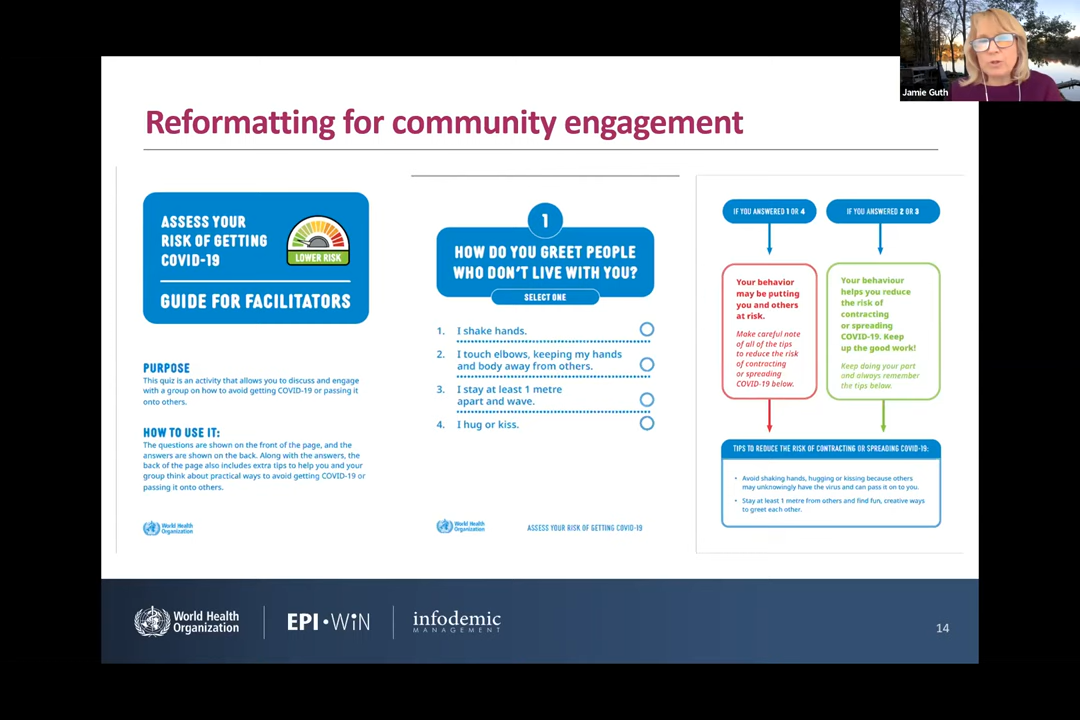 Jamie Guth
Reformatting for community engagement
ASSESS YOUR
RISK OF GETTING
COVID-19
LOWER RISK
GUIDE FOR FACILITATORS
PURPOSE
This quiz is an activity that allows you to discuss and engage
with a group on how to avoid getting COVID-19 or passing it
onto others.
HOW TO USE IT:
The questions are shown on the front of the page, and the
answers are shown on the back. Along with the answers, the
back of the page also includes extra tips to help you and your
group think about practical ways to avoid getting COVID-19 or
passing it onto others.
World Health
Organization
1
HOW DO YOU GREET PEOPLE
WHO DON'T LIVE WITH YOU?
SELECT ONE
1. I shake hands.
2. I touch elbows, keeping my hands
and body away from others.
3. I stay at least 1 metre
apart and wave.
4. I hug or kiss.
World Health
Organization
ASSESS YOUR RISK OF GETTING COVID-19
IF YOU ANSWERED 1 OR 4
IF YOU ANSWERED 2 OR 3
Your behavior
may be putting
you and others
at risk.
Make careful note
of all of the tips
to reduce the risk
of contracting
or spreading
COVID-19 below.
Your behaviour
helps you reduce
the risk of
contracting
or spreading
COVID-19. Keep
up the good work!
Keep doing your part
and always remember
the tips below.
TIPS TO REDUCE THE RISK OF CONTRACTING OR SPREADING COVID-19:
• Avoid shaking hands, hugging or kissing because others
may unknowingly have the virus and can pass it on to you.
• Stay at least 1 metre from others and find fun, creative ways
to greet each other.
World Health
Organization
EPI•WiN
infodemic
MANAGEMENT
14